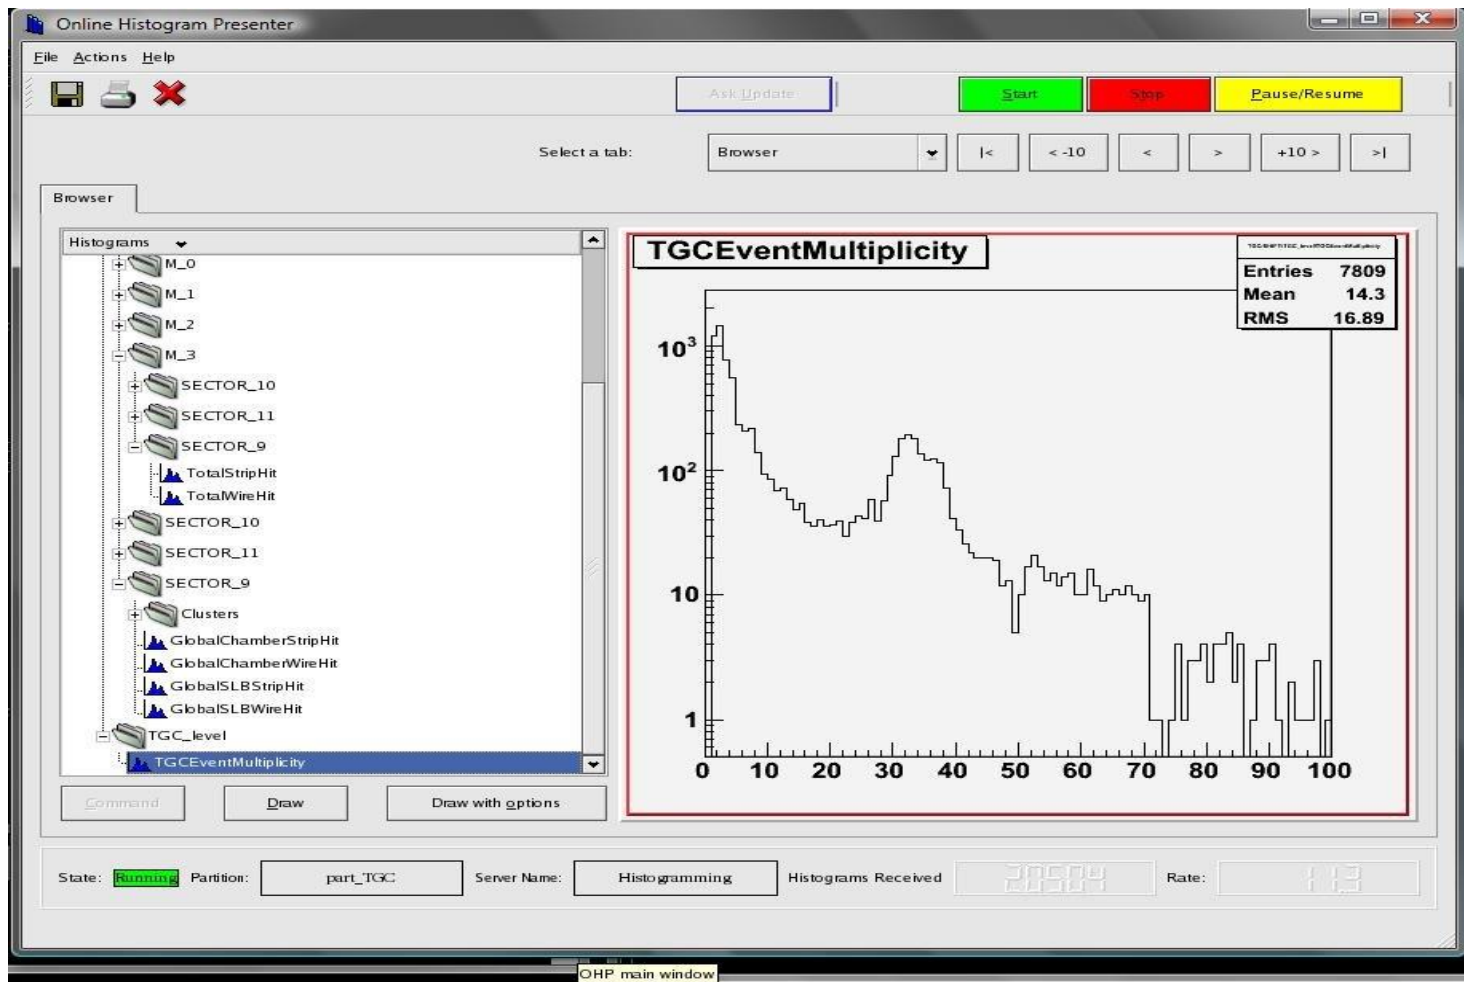 Online Histogram Presenter
File Actions Help
Ask Update
Start
Stop
Pause/Resume
Select a tab:
Browser
|<
< -10
<
>
+10 >
>|
Browser
Histograms
M_0
M_1
M_2
M_3
SECTOR_10
SECTOR_11
SECTOR_9
TotalStripHit
TotalWireHit
SECTOR_10
SECTOR_11
SECTOR_9
Clusters
GlobalChamberStripHit
GlobalChamberWireHit
GlobalSLBStripHit
GlobalSLBWireHit
TGC_level
TGCEventMultiplicity
Command
Draw
Draw with options
TGCEventMultiplicity
Entries 7809
Mean 14.3
RMS 16.89
10³
10²
10
1
0 10 20 30 40 50 60 70 80 90 100
State: Running Partition: part_TGC Server Name: Histogramming Histograms Received 20504 Rate: 11.3
OHP main window